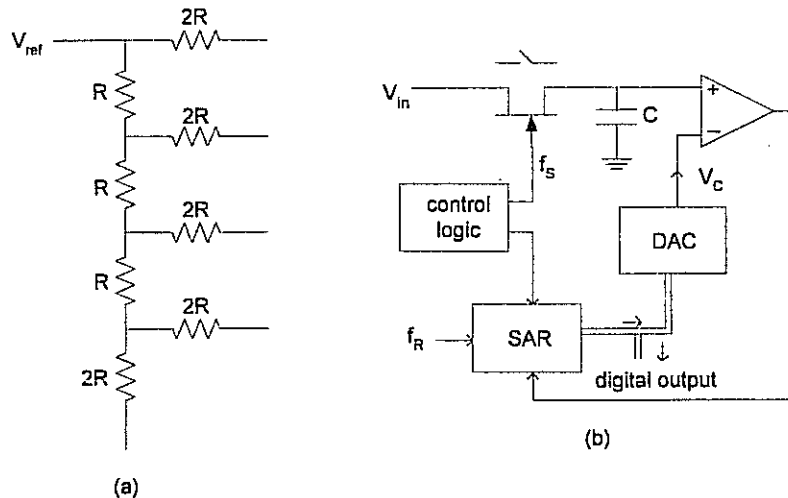 2R
V_ref
R
2R
R
2R
R
2R
2R
(a)
V_in
C
f_S
V_C
control
logic
DAC
f_R
SAR
digital output
(b)
+
−